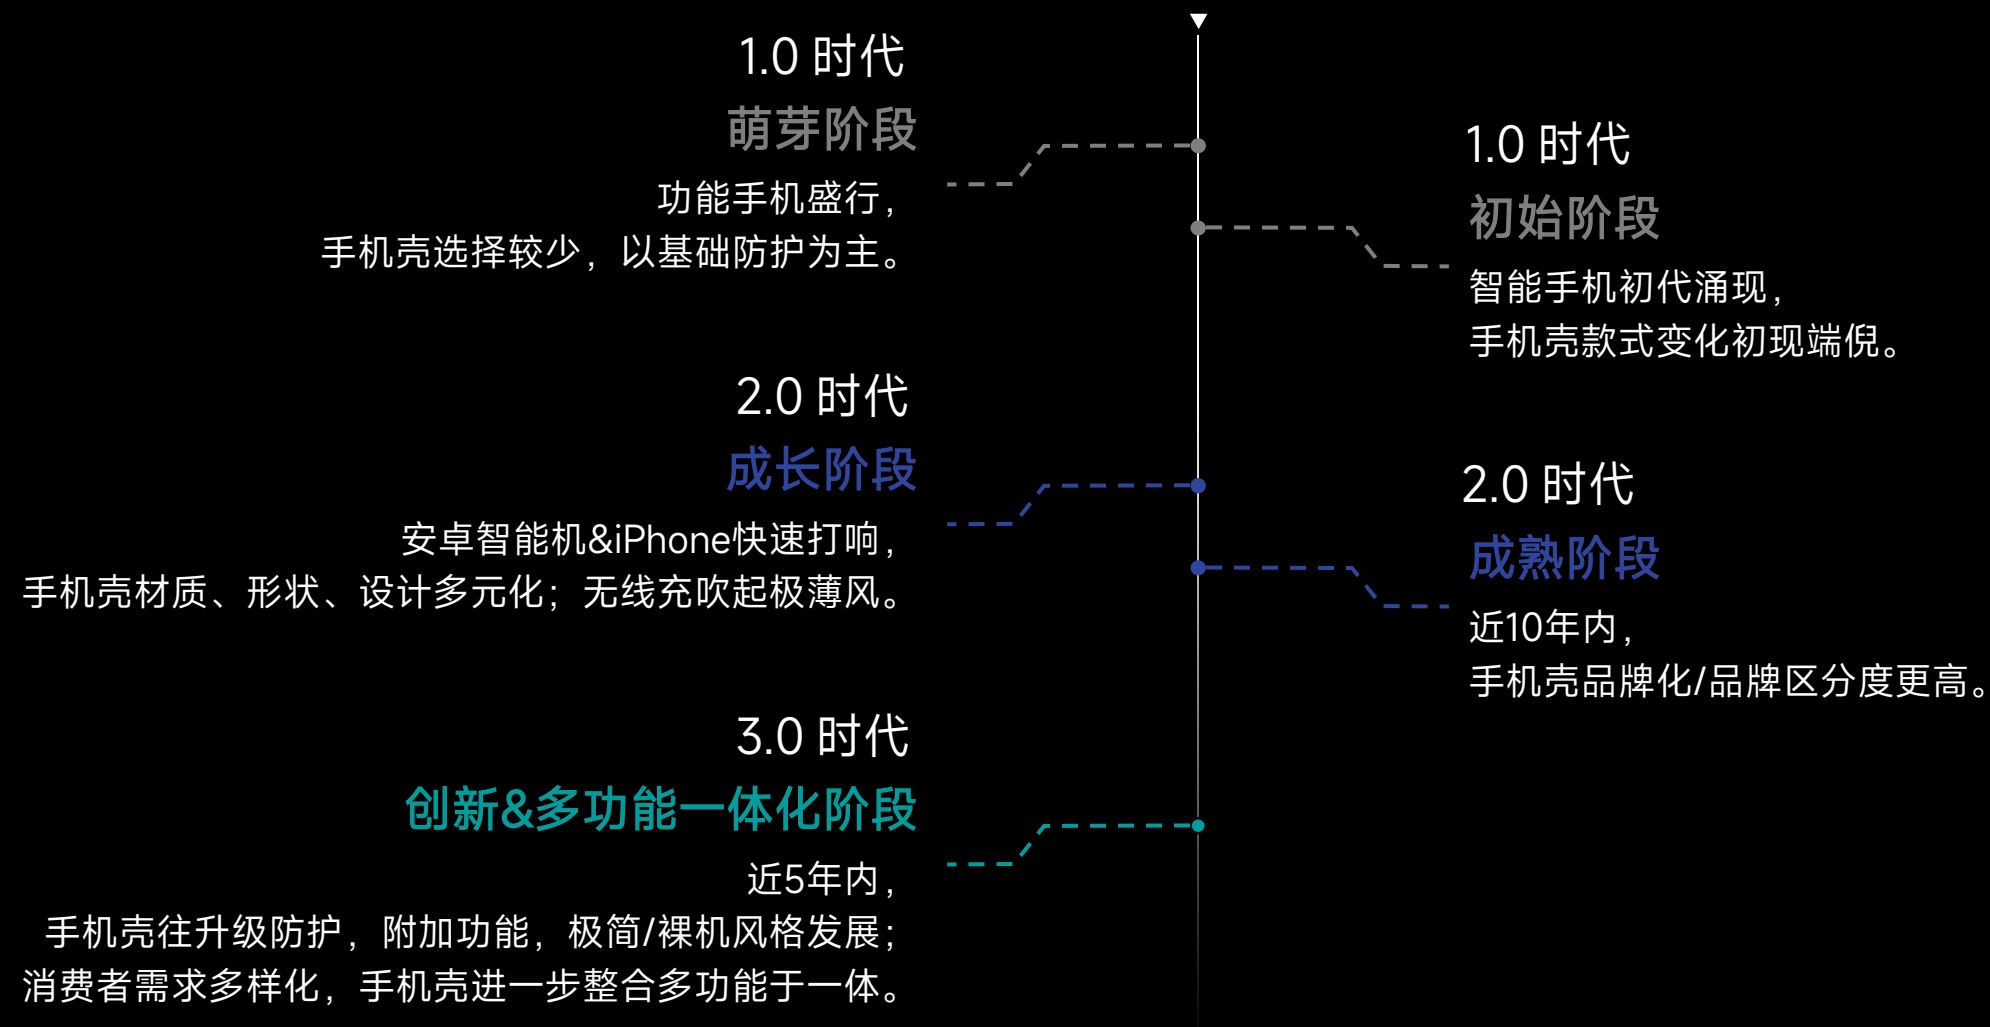 1.0 时代
萌芽阶段
功能手机盛行，
手机壳选择较少，以基础防护为主。
1.0 时代
初始阶段
智能手机初代涌现，
手机壳款式变化初现端倪。
2.0 时代
成长阶段
安卓智能机&iPhone快速打响，
手机壳材质、形状、设计多元化；无线充吹起极薄风。
2.0 时代
成熟阶段
近10年内，
手机壳品牌化/品牌区分度更高。
3.0 时代
创新&多功能一体化阶段
近5年内，
手机壳往升级防护，附加功能，极简/裸机风格发展；
消费者需求多样化，手机壳进一步整合多功能于一体。